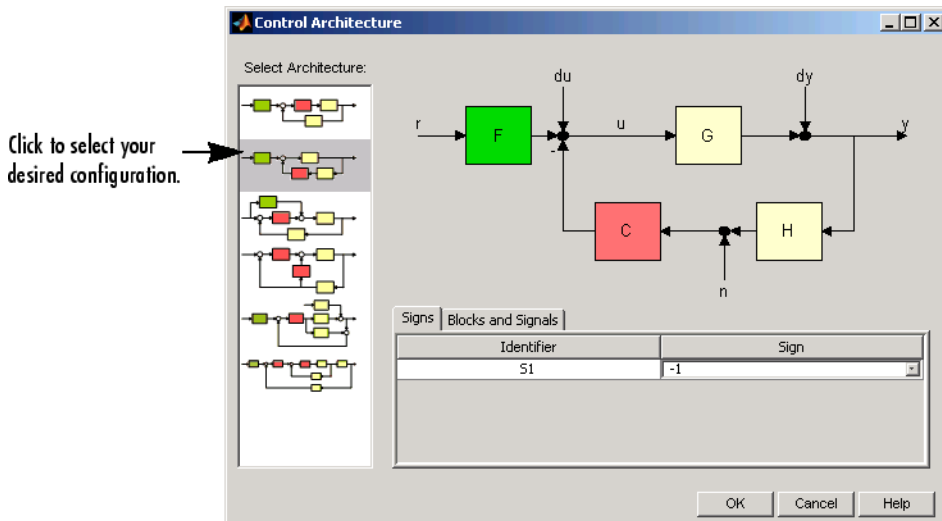 Control Architecture
Select Architecture:
Click to select your
desired configuration.
du
dy
r
F
u
G
y
-
C
H
n
Signs
Blocks and Signals
Identifier
Sign
S1
-1
OK
Cancel
Help